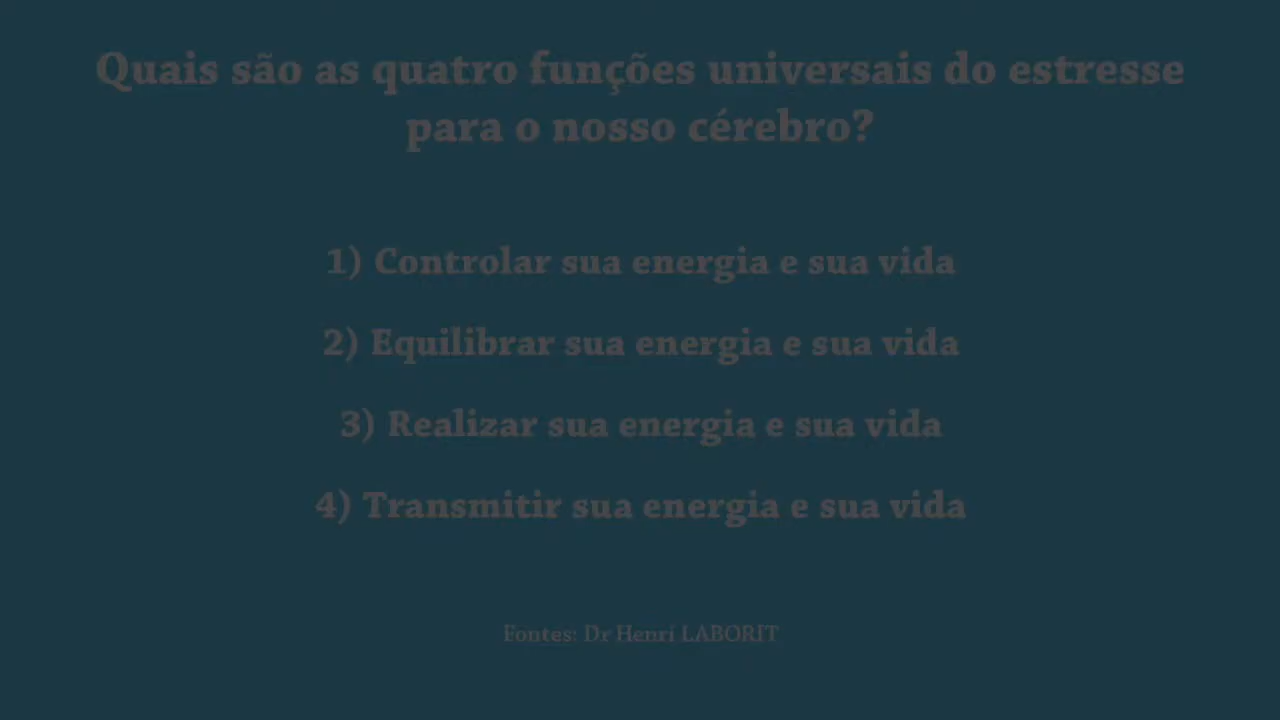 Quais são as quatro funções universais do estresse
para o nosso cérebro?
1) Controlar sua energia e sua vida
2) Equilibrar sua energia e sua vida
3) Realizar sua energia e sua vida
4) Transmitir sua energia e sua vida
Fontes: Dr Henri LABORIT